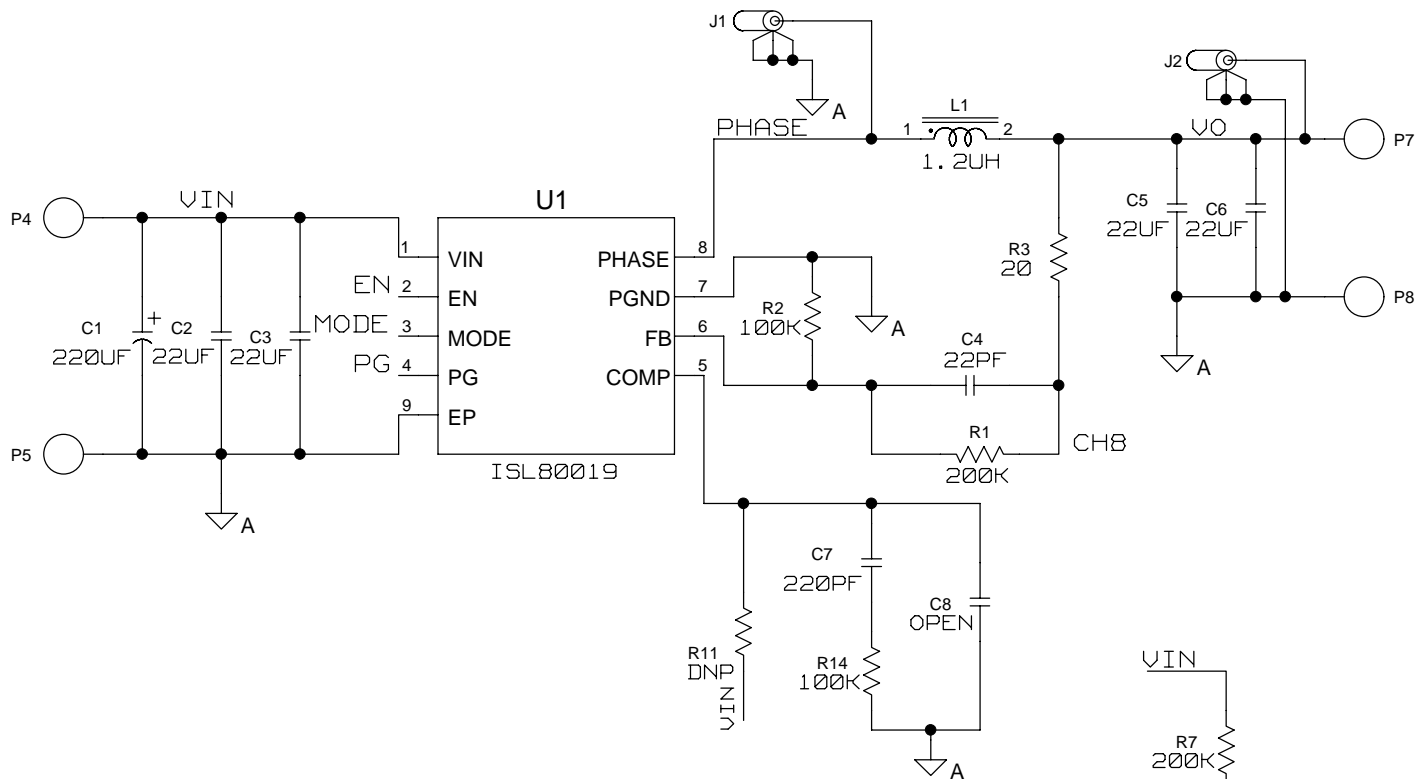 J1
A
J2
L1
PHASE
1
2
1.2UH
VO
P7
P4
VIN
U1
C5
22UF
C6
22UF
1
VIN
PHASE
8
R3
20
EN
2
EN
PGND
7
P8
C1
+
220UF
C2
22UF
C3
22UF
MODE
3
MODE
FB
6
R2
100K
A
PG
4
PG
COMP
5
C4
22PF
A
9
EP
P5
ISL80019
R1
200K
CH8
A
C7
220PF
C8
OPEN
R11
DNP
VIN
R14
100K
A
VIN
R7
200K